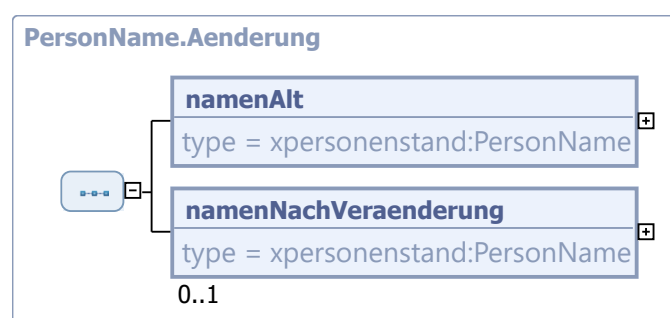 PersonName.Aenderung
namenAlt
type = xpersonenstand:PersonName
namenNachVeraenderung
type = xpersonenstand:PersonName
0..1